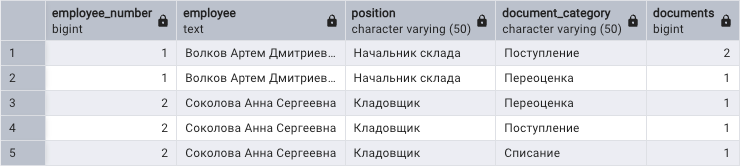 employee_number employee position document_category documents
bigint text character varying (50) character varying (50) bigint
1 1 Волков Артем Дмитриев... Начальник склада Поступление 2
2 1 Волков Артем Дмитриев... Начальник склада Переоценка 1
3 2 Соколова Анна Сергеевна Кладовщик Переоценка 1
4 2 Соколова Анна Сергеевна Кладовщик Поступление 1
5 2 Соколова Анна Сергеевна Кладовщик Списание 1